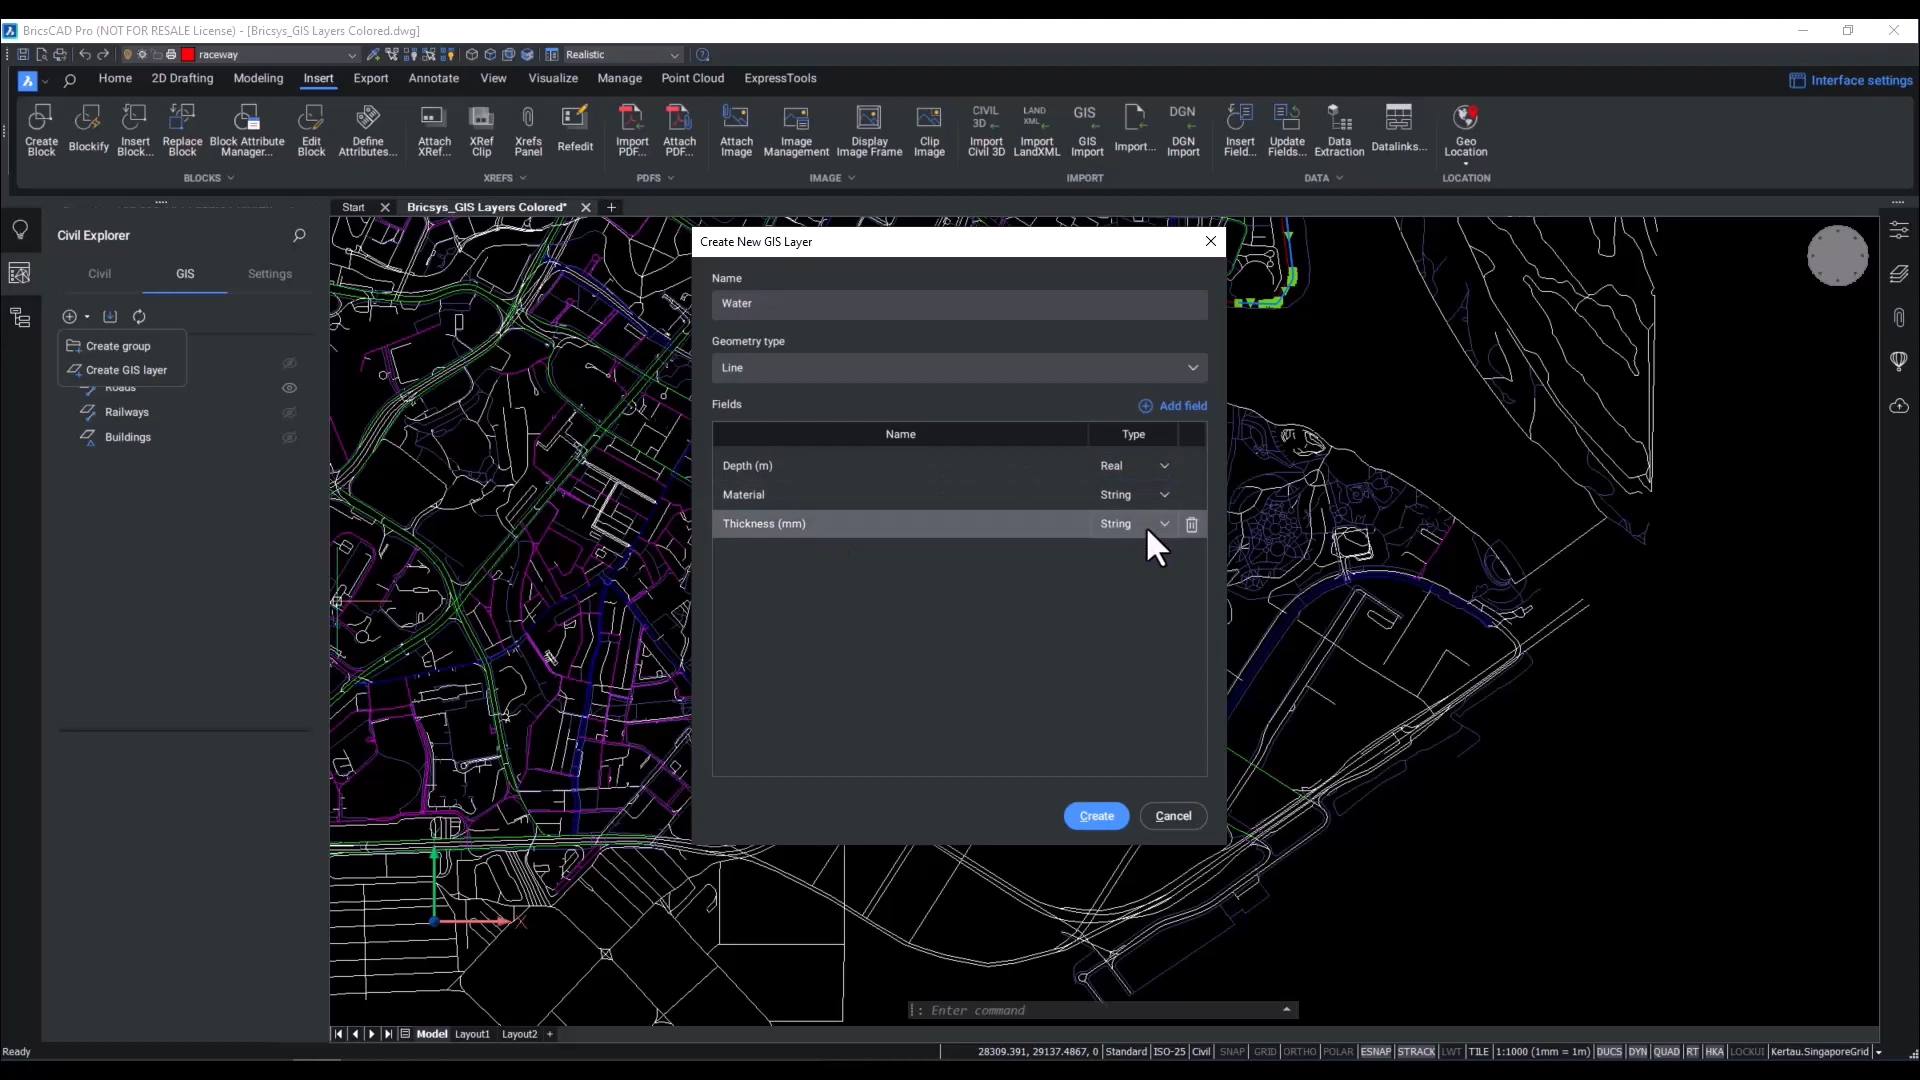 BricsCAD Pro (NOT FOR RESALE License) - [Bricsys_GIS Layers Colored.dwg]
raceway
Realistic
Home 2D Drafting Modeling Insert Export Annotate View Visualize Manage Point Cloud ExpressTools
Interface settings
Create Block
Blockify
Insert Block...
Replace Block
Block Attribute Manager...
Edit Block
Define Attributes...
Attach XRef...
XRef Clip
Xrefs Panel
Refedit
Import PDF...
Attach PDF...
Attach Image
Image Management
Display Image Frame
Clip Image
CIVIL 3D
Import Civil 3D
LAND XML
Import LandXML
GIS
GIS Import
Import...
DGN
DGN Import
Insert Field...
Update Fields...
Data Extraction
Datalinks...
Geo Location
BLOCKS XREFS PDFS IMAGE IMPORT DATA LOCATION
Start Bricsys_GIS Layers Colored*
Civil Explorer
Civil GIS Settings
Create group
Create GIS layer
Roads
Railways
Buildings
Create New GIS Layer
Name
Water
Geometry type
Line
Fields Add field
Name Type
Depth (m) Real
Material String
Thickness (mm) String
Create Cancel
X
: Enter command
Model Layout1 Layout2 +
Ready
28309.391, 29137.4867, 0 Standard ISO-25 Civil SNAP GRID ORTHO POLAR ESNAP STRACK LWT TILE 1:1000 (1mm = 1m) DUCS DYN QUAD RT HKA LOCKUI Kertau.SingaporeGrid